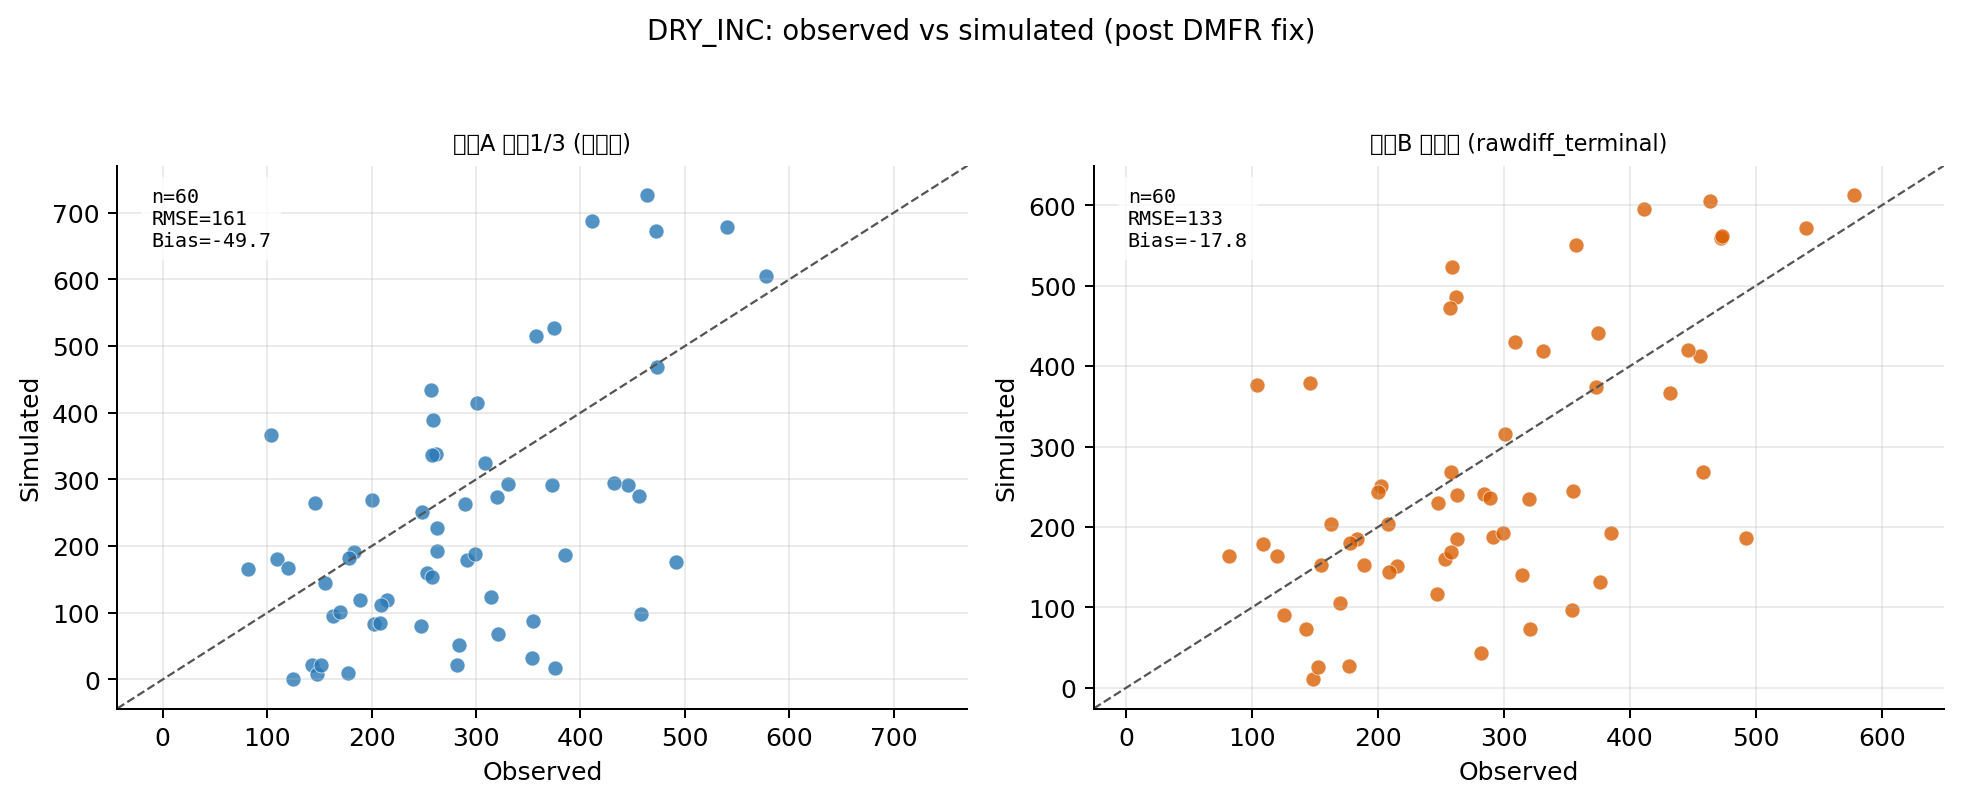 DRY_INC: observed vs simulated (post DMFR fix)
A 1/3 ()
n=60
RMSE=161
Bias=-49.7
Simulated
700
600
500
400
300
200
100
0
0 100 200 300 400 500 600 700
Observed
B (rawdiff_terminal)
n=60
RMSE=133
Bias=-17.8
Simulated
600
500
400
300
200
100
0
0 100 200 300 400 500 600
Observed